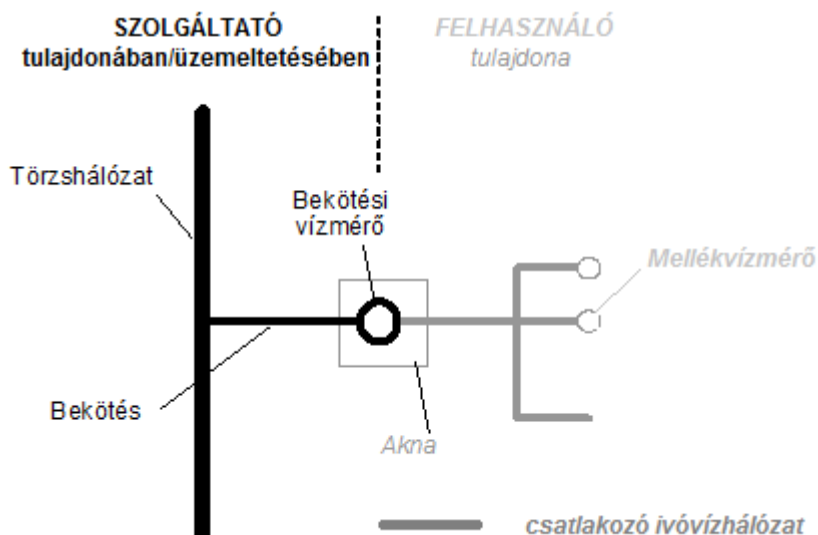 SZOLGÁLTATÓ
tulajdonában/üzemeltetésében
FELHASZNÁLÓ
tulajdona
Törzshálózat
Bekötési
vízmérő
Mellékvízmérő
Bekötés
Akna
csatlakozó ivóvízhálózat